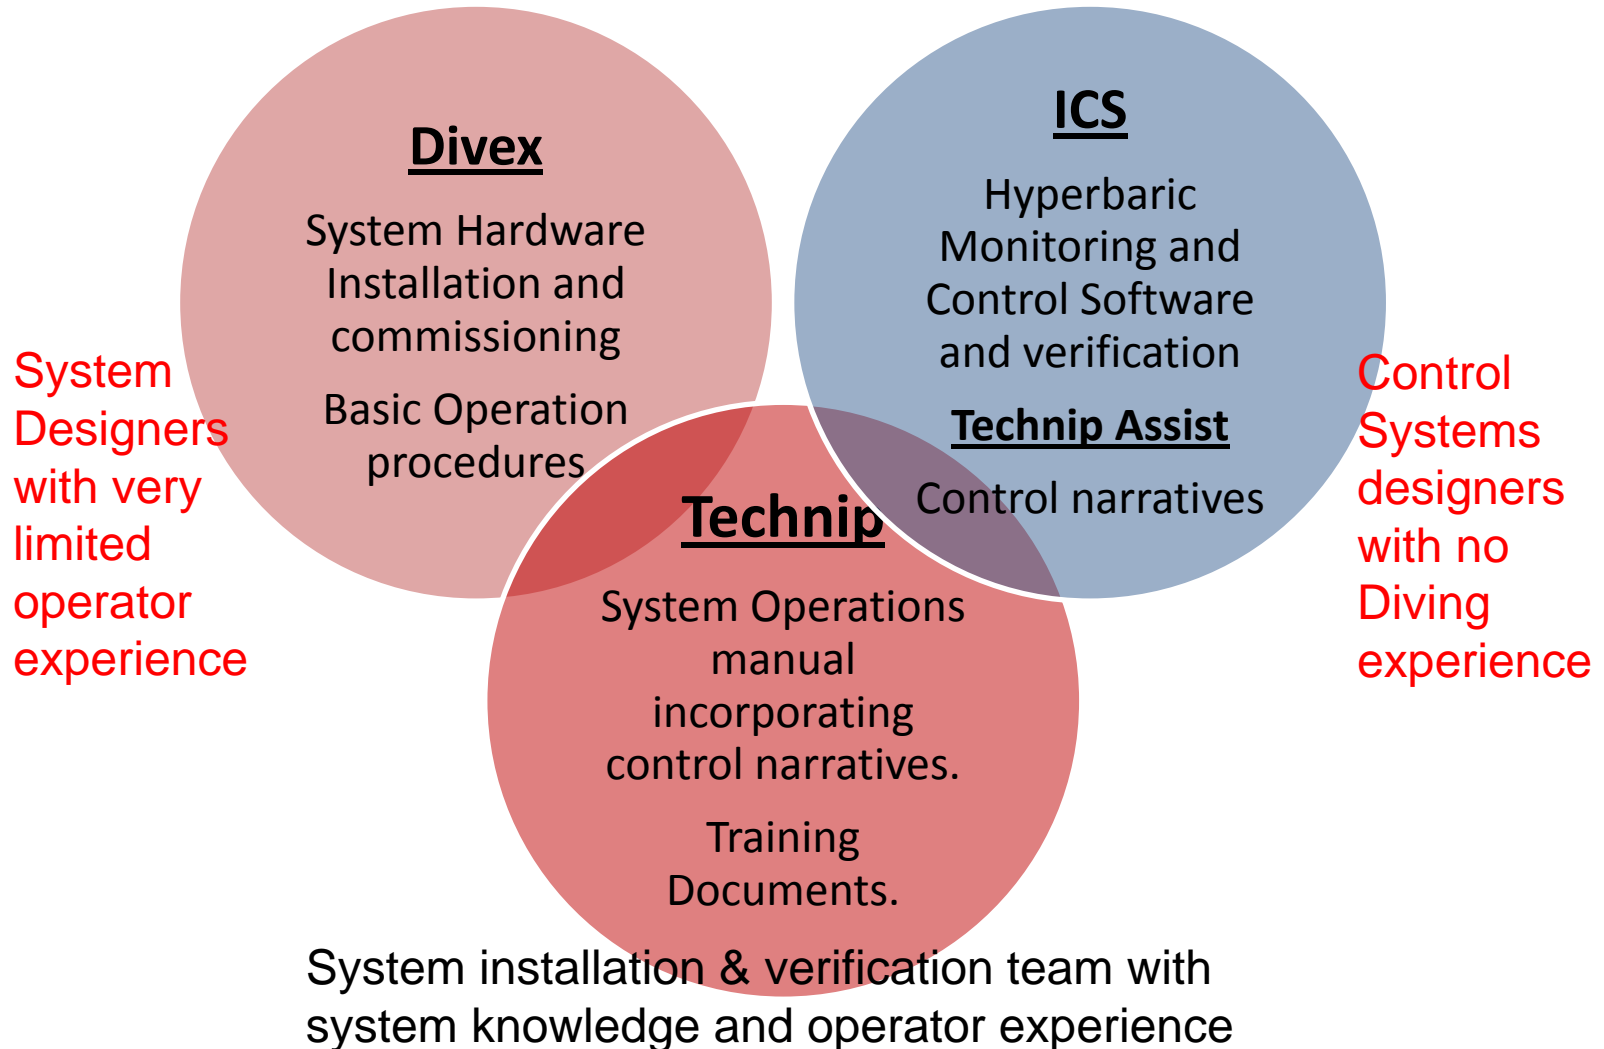 Divex
System Hardware
Installation and
commissioning
Basic Operation
procedures
ICS
Hyperbaric
Monitoring and
Control Software
and verification
Technip Assist
Control narratives
System
Designers
with very
limited
operator
experience
Control
Systems
designers
with no
Diving
experience
Technip
System Operations
manual
incorporating
control narratives.
Training
Documents.
System installation & verification team with
system knowledge and operator experience